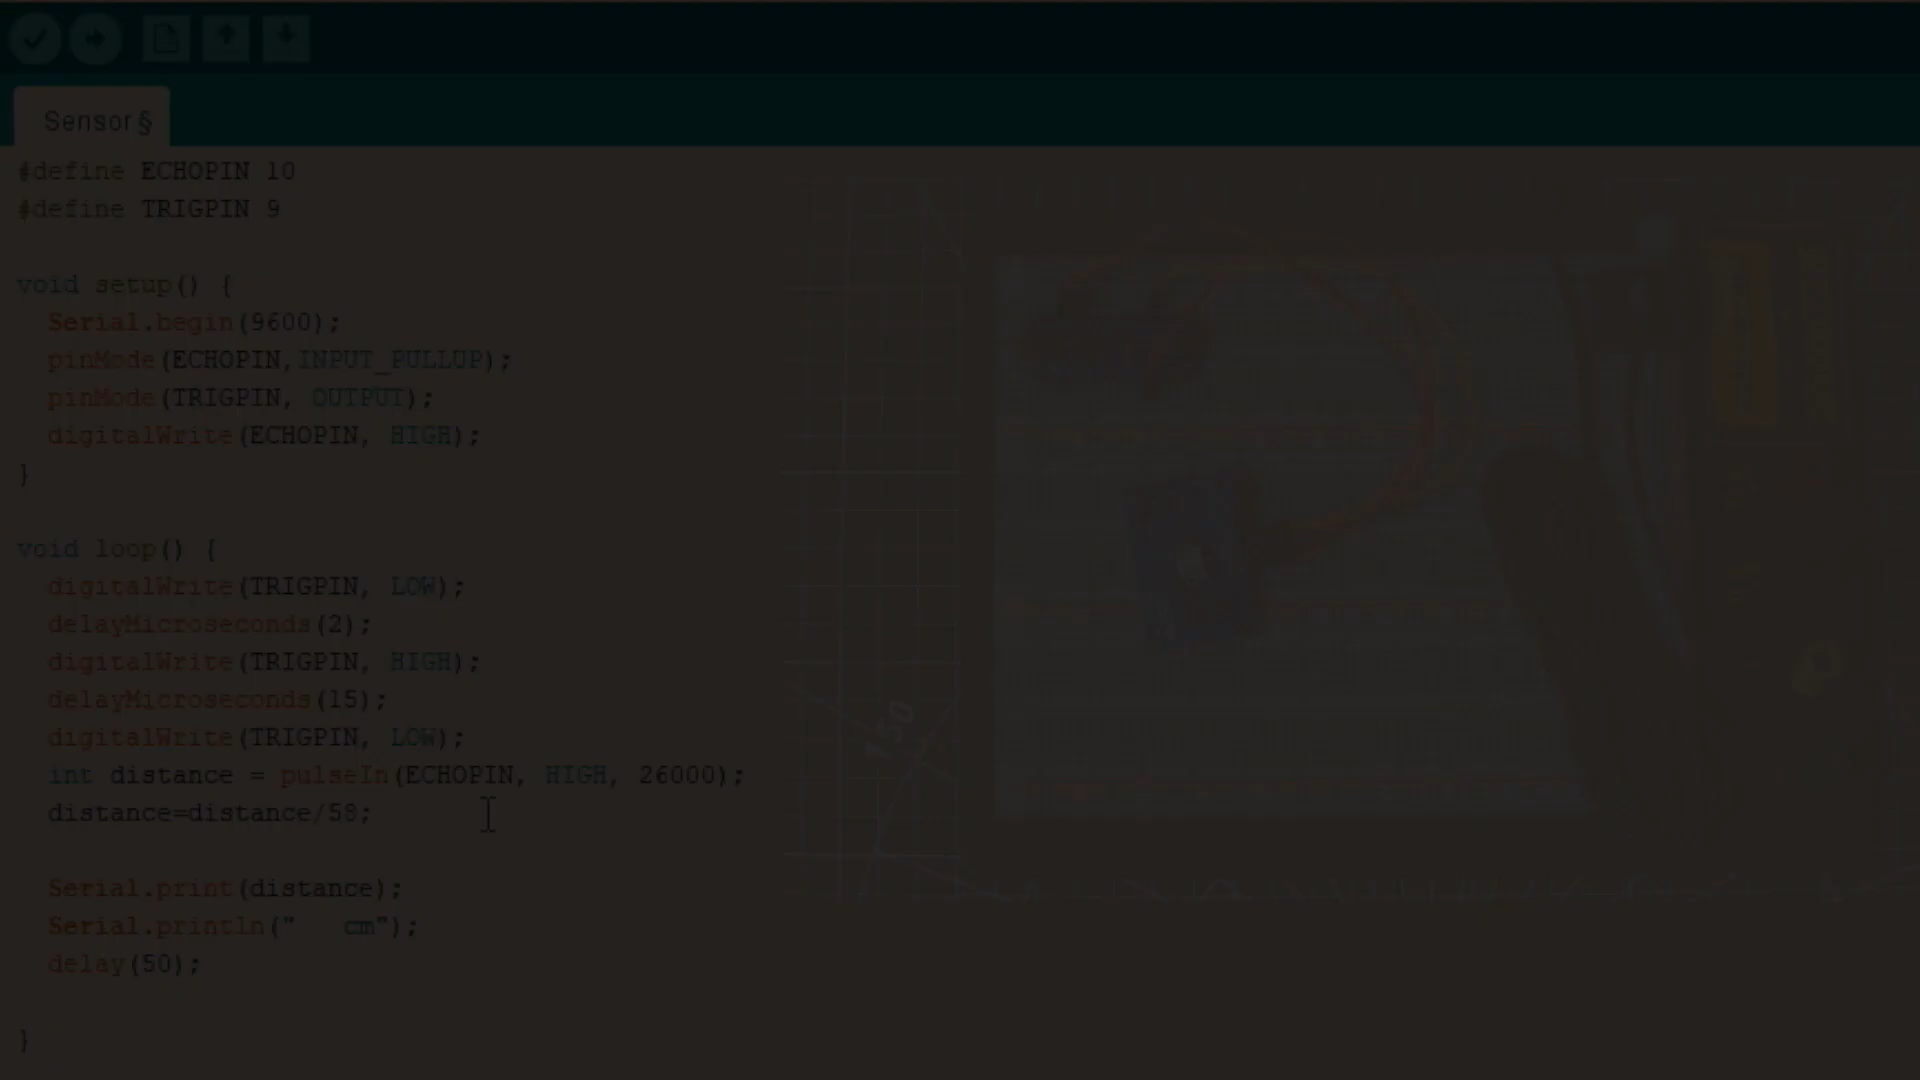 Sensor§
#define ECHOPIN 10
#define TRIGPIN 9
void setup() {
Serial.begin(9600);
pinMode(ECHOPIN,INPUT_PULLUP);
pinMode(TRIGPIN, OUTPUT);
digitalWrite(ECHOPIN, HIGH);
}
void loop() {
digitalWrite(TRIGPIN, LOW);
delayMicroseconds(2);
digitalWrite(TRIGPIN, HIGH);
delayMicroseconds(15);
digitalWrite(TRIGPIN, LOW);
int distance = pulseIn(ECHOPIN, HIGH, 26000);
distance=distance/58;
Serial.print(distance);
Serial.println("   cm");
delay(50);
}
150